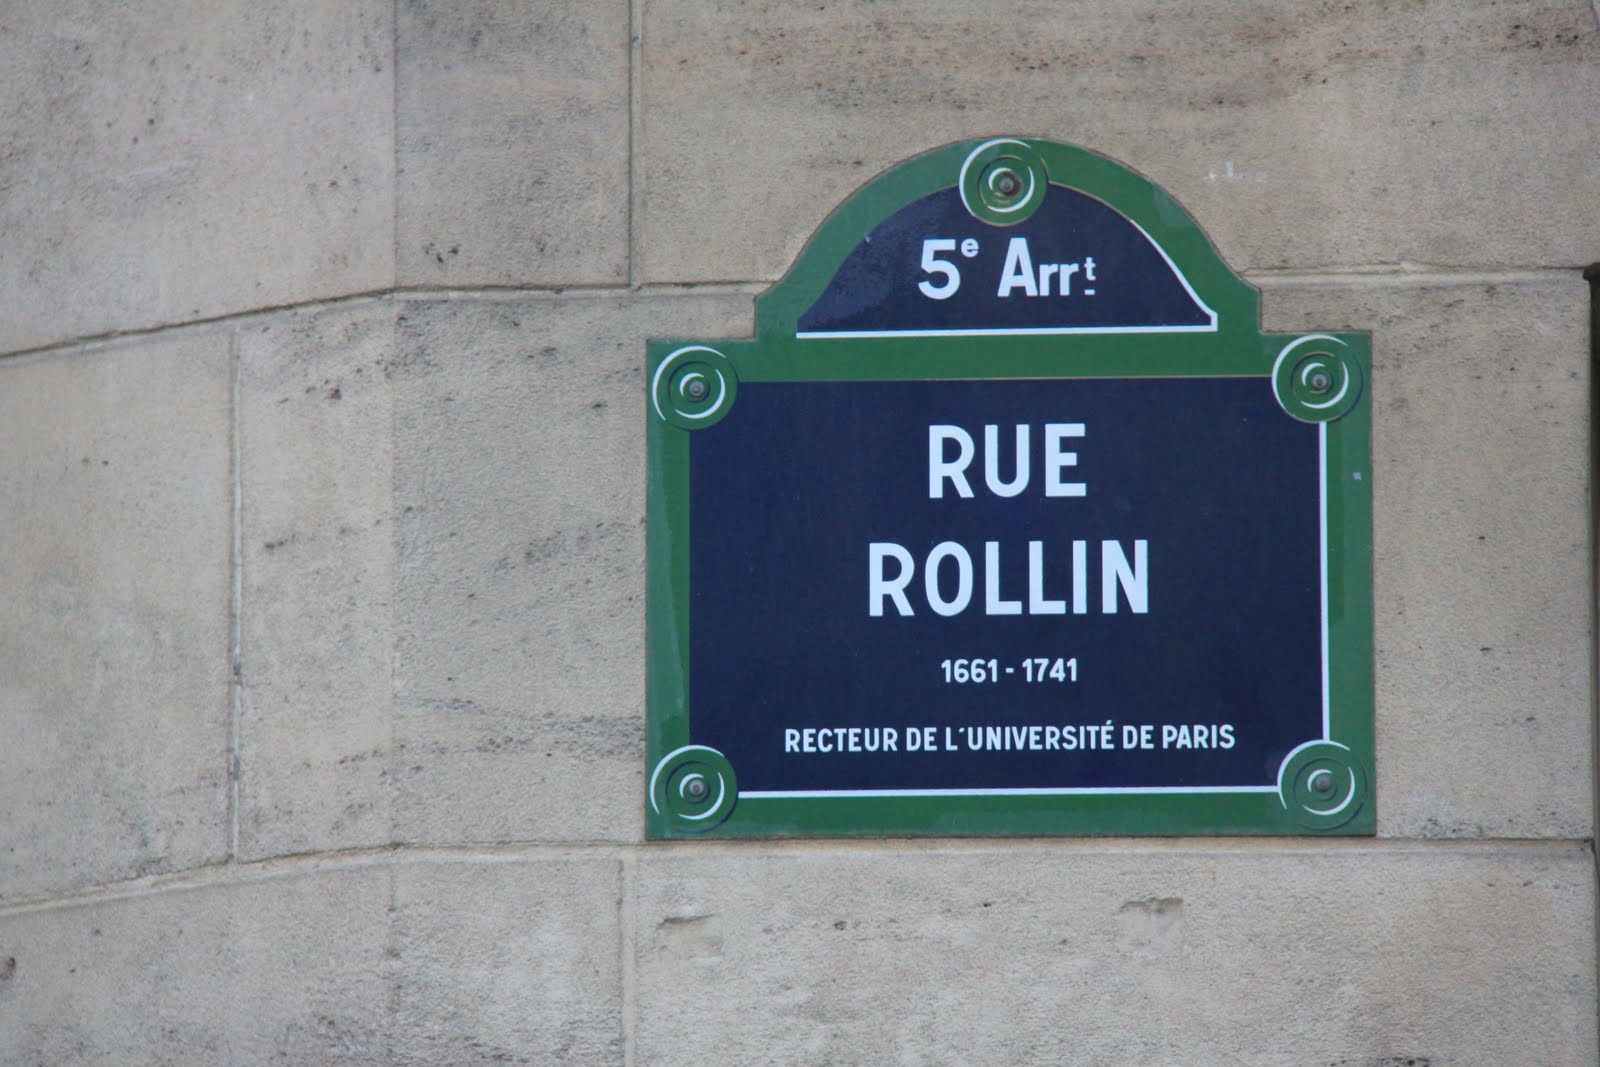 5e Arrt
RUE
ROLLIN
1661 - 1741
RECTEUR DE L'UNIVERSITÉ DE PARIS